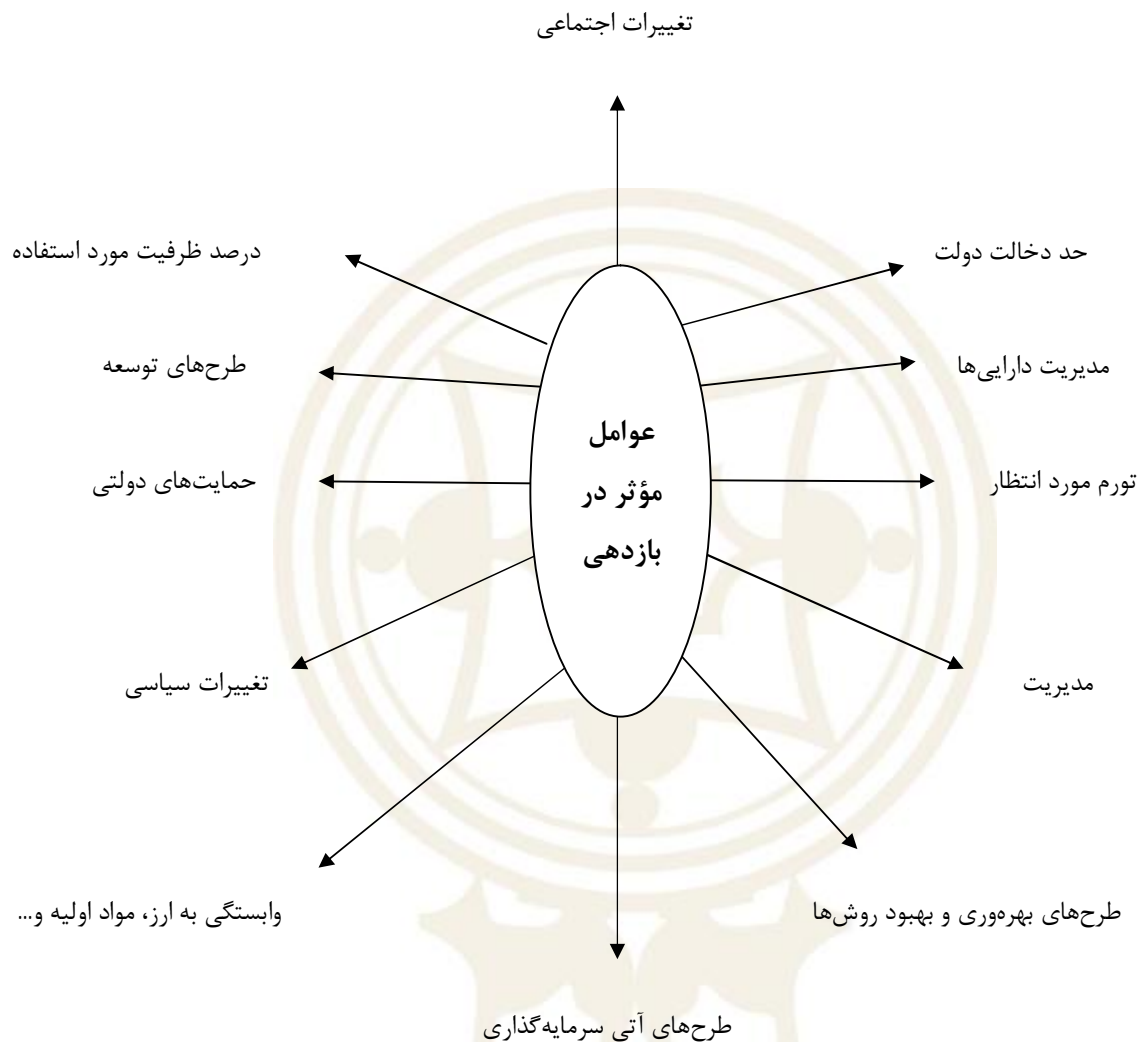 تغییرات اجتماعی
حد دخالت دولت
درصد ظرفیت مورد استفاده
مدیریت دارایی‌ها
طرح‌های توسعه
عوامل
مؤثر در
بازدهی
تورم مورد انتظار
حمایت‌های دولتی
مدیریت
تغییرات سیاسی
طرح‌های بهره‌وری و بهبود روش‌ها
وابستگی به ارز، مواد اولیه و...
طرح‌های آتی سرمایه‌گذاری